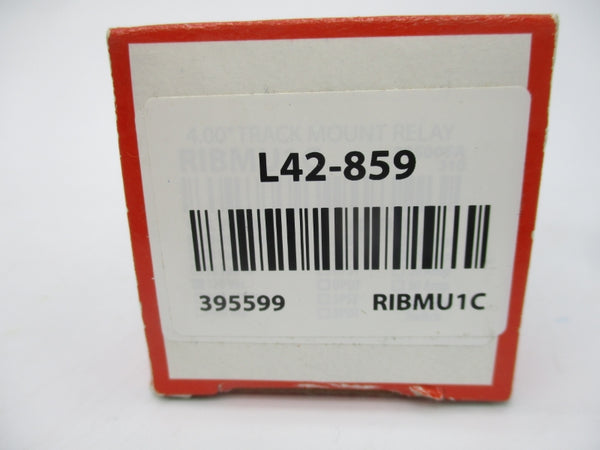 4.00" TRACK MOUNT RELAY
L42-859
395599 RIBMU1C